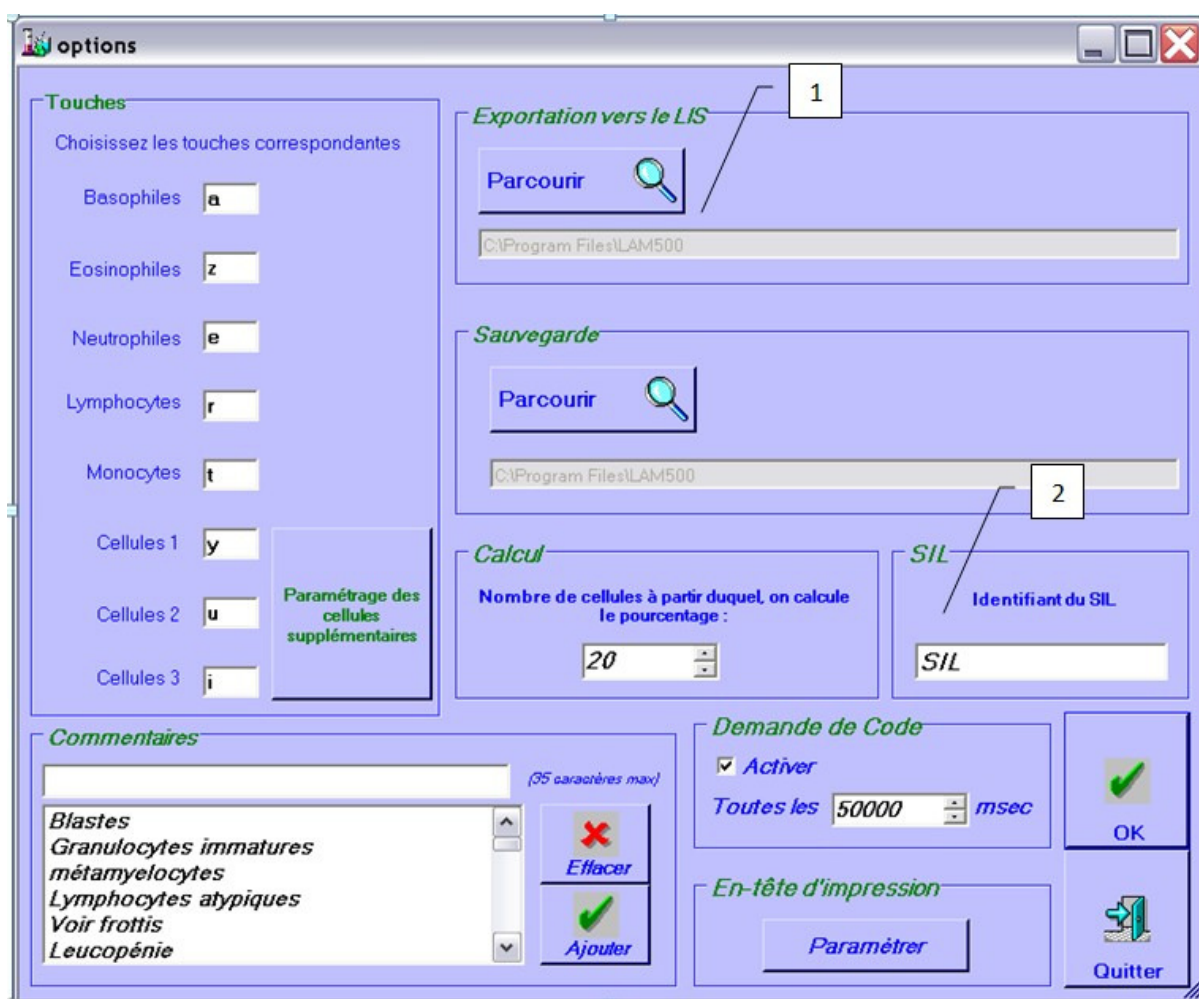 options
Touches
Choisissez les touches correspondantes
Basophiles a
Eosinophiles z
Neutrophiles e
Lymphocytes r
Monocytes t
Cellules 1 y
Cellules 2 u
Cellules 3 i
Paramétrage des
cellules
supplémentaires
1
Exportation vers le LIS
Parcourir
C:\Program Files\LAM500
Sauvegarde
Parcourir
C:\Program Files\LAM500
2
Calcul
Nombre de cellules à partir duquel, on calcule
le pourcentage :
20
SIL
Identifiant du SIL
SIL
Commentaires
(35 caractères max)
Blastes
Granulocytes immatures
métamyelocytes
Lymphocytes atypiques
Voir frottis
Leucopénie
Effacer
Ajouter
Demande de Code
Activer
Toutes les 50000 msec
En-tête d'impression
Paramétrer
OK
Quitter